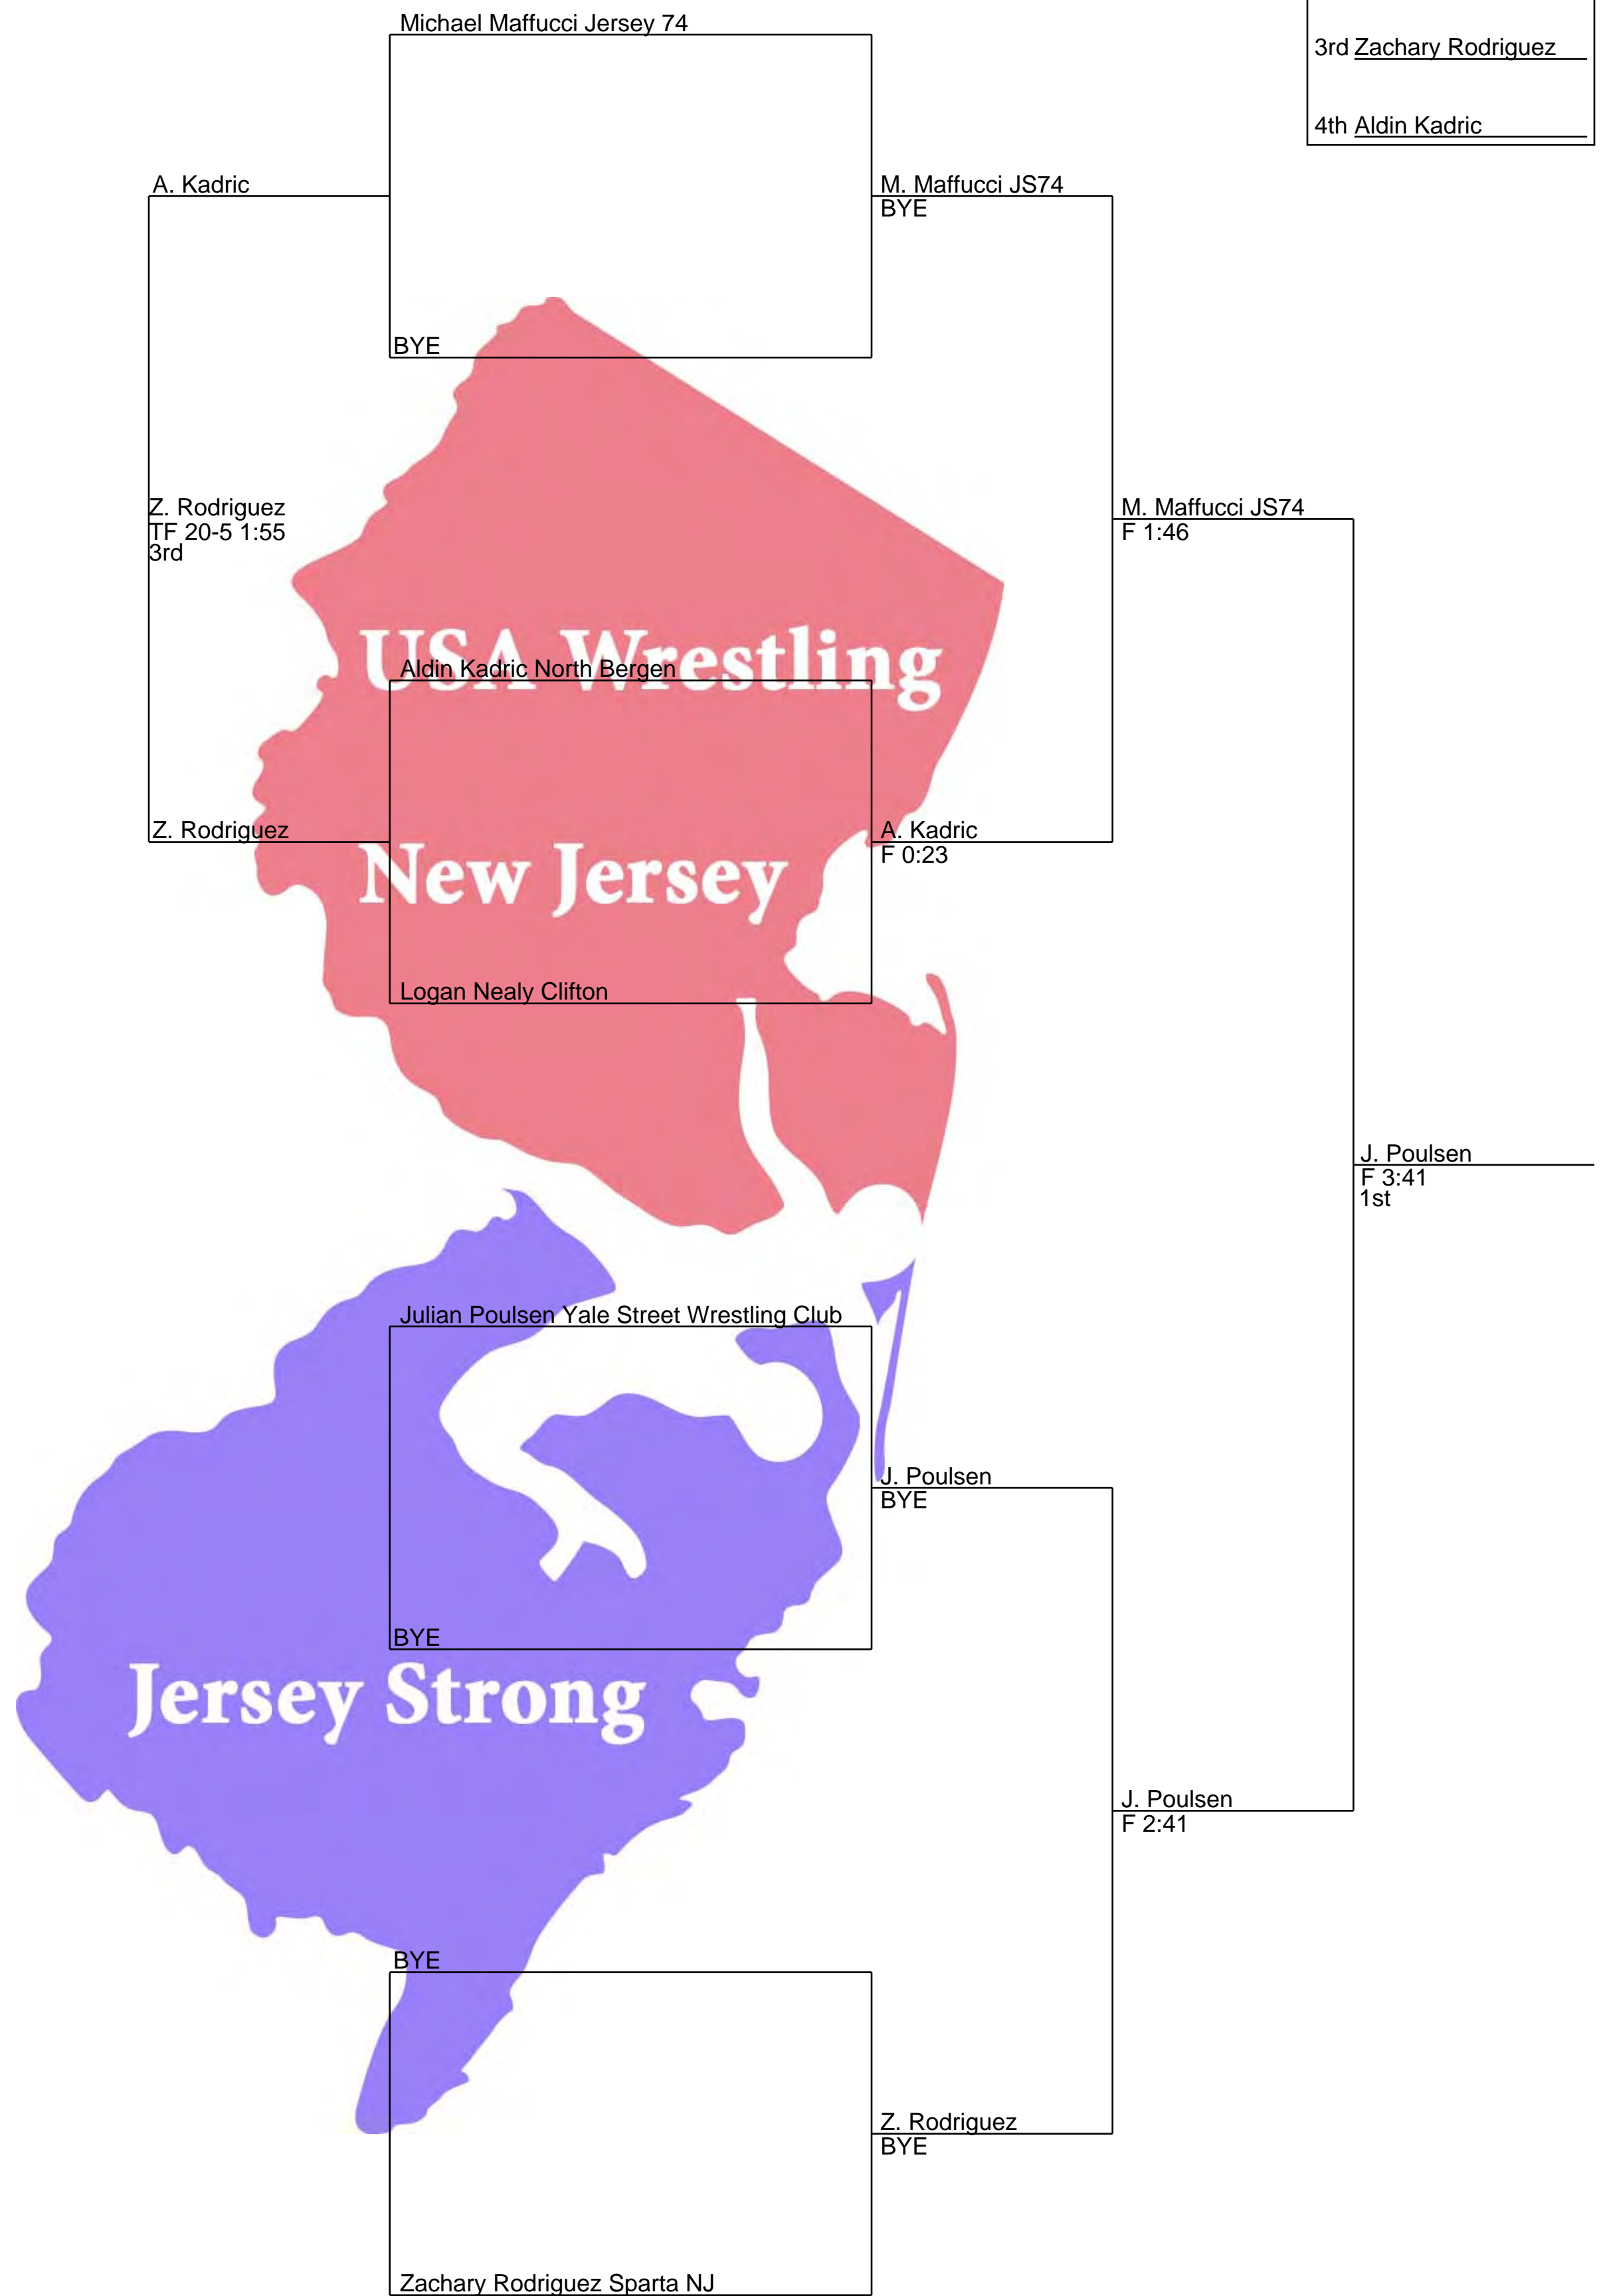 Michael Maffucci Jersey 74
3rd Zachary Rodriguez
4th Aldin Kadric
A. Kadric
M. Maffucci JS74
BYE
BYE
Z. Rodriguez
TF 20-5 1:55
3rd
M. Maffucci JS74
F 1:46
USA Wrestling
Aldin Kadric North Bergen
Z. Rodriguez
A. Kadric
F 0:23
New Jersey
Logan Nealy Clifton
J. Poulsen
F 3:41
1st
Julian Poulsen Yale Street Wrestling Club
J. Poulsen
BYE
BYE
Jersey Strong
J. Poulsen
F 2:41
BYE
Z. Rodriguez
BYE
Zachary Rodriguez Sparta NJ